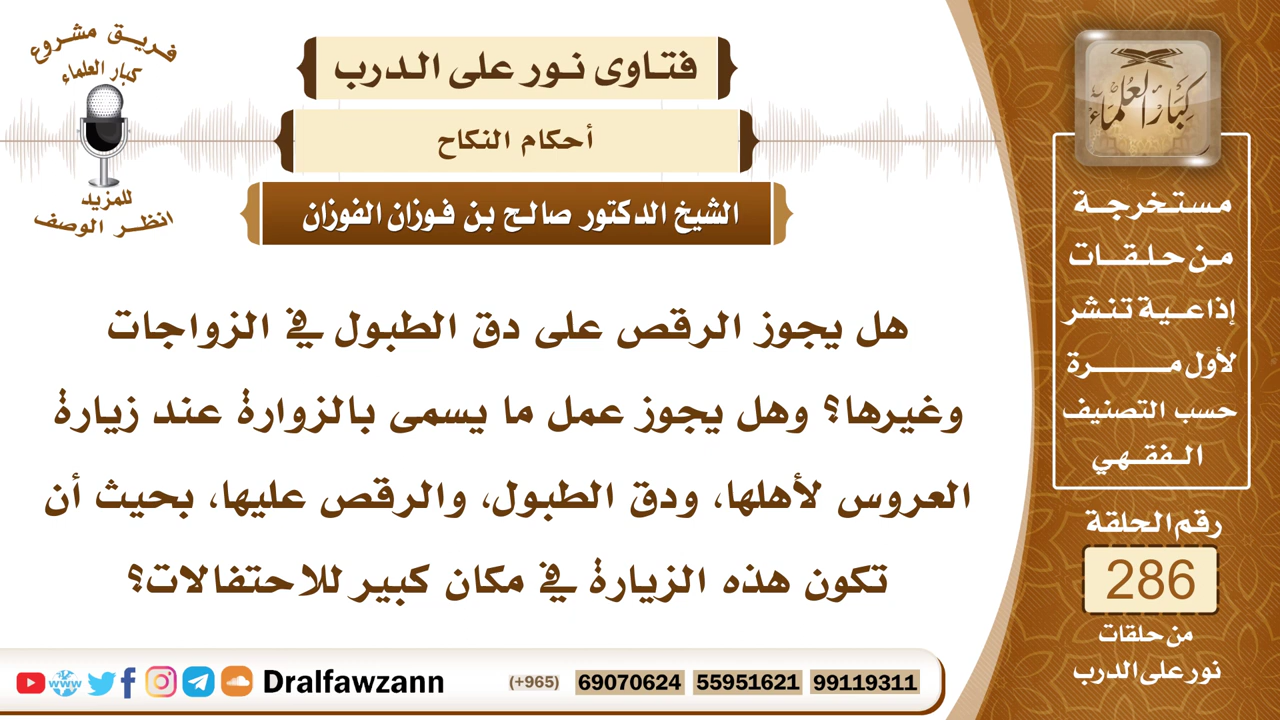 فريق مشروع
كبار العلماء
للمزيد
انظر الوصف
فتاوى نور على الدرب
أحكام النكاح
الشيخ الدكتور صالح بن فوزان الفوزان
هل يجوز الرقص على دق الطبول في الزواجات
وغيرها؟ وهل يجوز عمل ما يسمى بالزوارة عند زيارة
العروس لأهلها، ودق الطبول، والرقص عليها، بحيث أن
تكون هذه الزيارة في مكان كبير للاحتفالات؟
كبار العلماء
مستخرجة
من حلقات
إذاعية تنشر
لأول مرة
حسب التصنيف
الفقهي
رقم الحلقة
286
من حلقات
نور على الدرب
www Dralfawzann (+965) 69070624 55951621 99119311